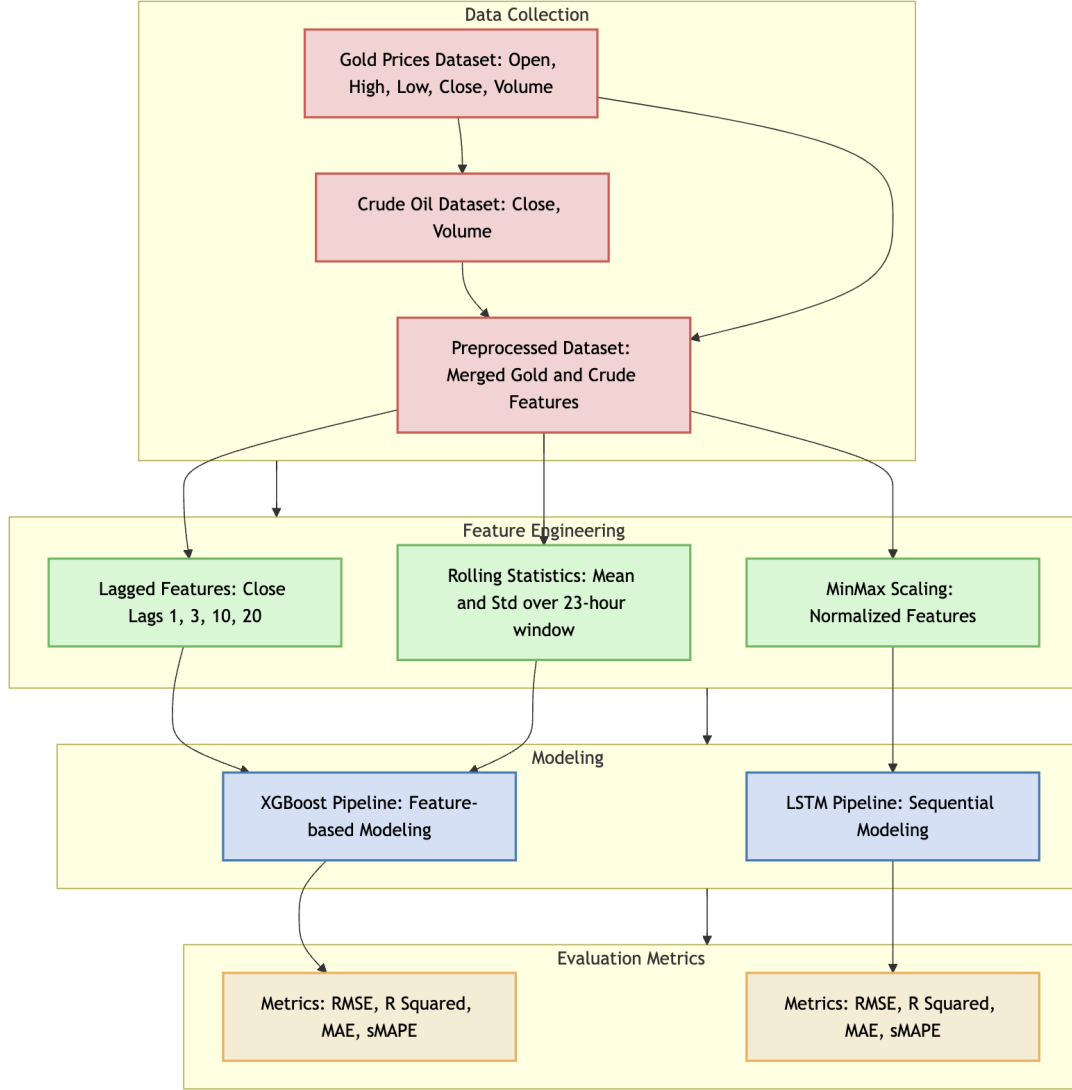 Data Collection
Gold Prices Dataset: Open,
High, Low, Close, Volume
Crude Oil Dataset: Close,
Volume
Preprocessed Dataset:
Merged Gold and Crude
Features
Feature Engineering
Lagged Features: Close
Lags 1, 3, 10, 20
Rolling Statistics: Mean
and Std over 23-hour
window
MinMax Scaling:
Normalized Features
Modeling
XGBoost Pipeline: Feature-
based Modeling
LSTM Pipeline: Sequential
Modeling
Evaluation Metrics
Metrics: RMSE, R Squared,
MAE, sMAPE
Metrics: RMSE, R Squared,
MAE, sMAPE